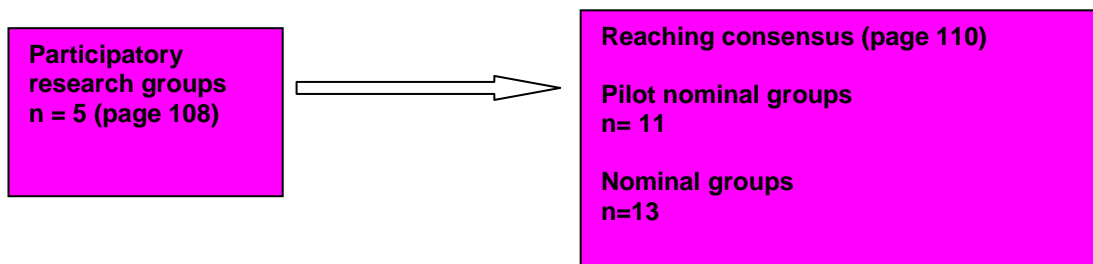 Participatory
research groups
n = 5 (page 108)
Reaching consensus (page 110)
Pilot nominal groups
n= 11
Nominal groups
n=13